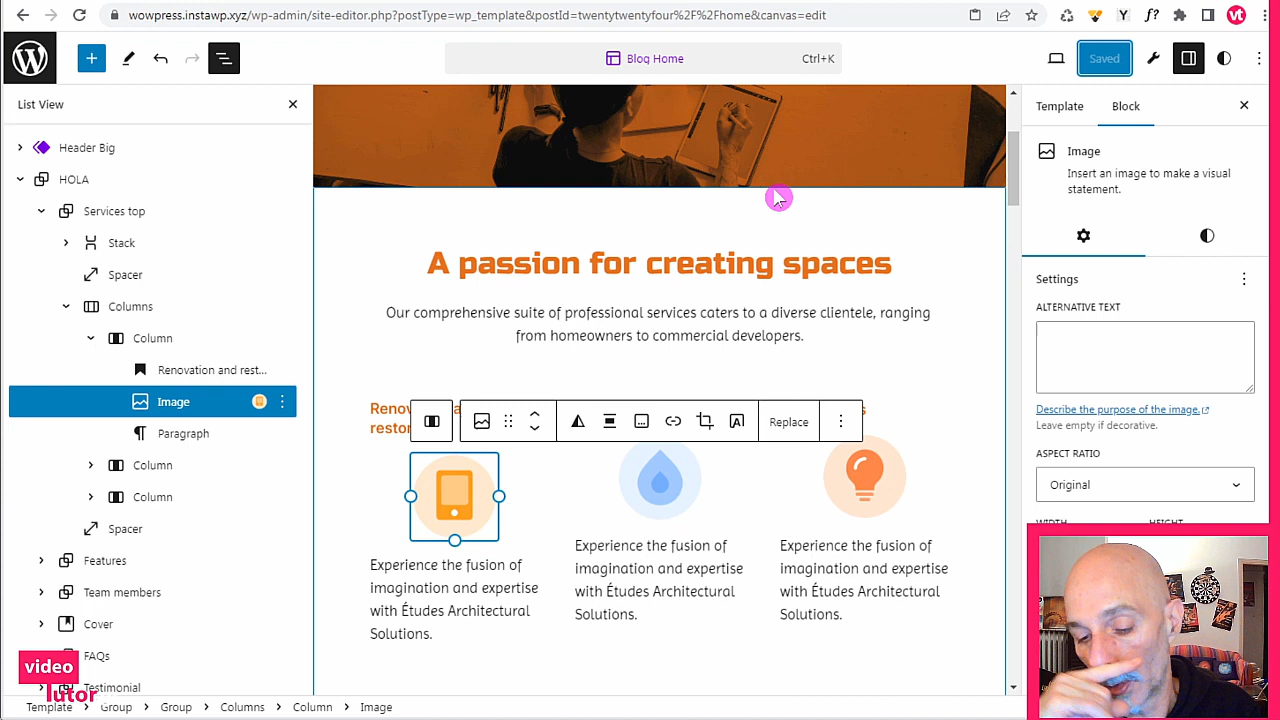 wowpress.instawp.xyz/wp-admin/site-editor.php?postType=wp_template&postId=twentytwentyfour%2F%2Fhome&canvas=edit
Y
f?
vt
Blog Home
Ctrl+K
Saved
List View
Header Big
HOLA
Services top
Stack
Spacer
Columns
Column
Renovation and rest...
Image
Paragraph
Column
Column
Spacer
Features
Team members
Cover
FAQs
Testimonial
A passion for creating spaces
Our comprehensive suite of professional services caters to a diverse clientele, ranging
from homeowners to commercial developers.
Replace
Experience the fusion of
imagination and expertise
with Études Architectural
Solutions.
Experience the fusion of
imagination and expertise
with Études Architectural
Solutions.
Experience the fusion of
imagination and expertise
with Études Architectural
Solutions.
Template
Block
Image
Insert an image to make a visual
statement.
Settings
ALTERNATIVE TEXT
Describe the purpose of the image.
Leave empty if decorative.
ASPECT RATIO
Original
WIDTH
HEIGHT
video
tutor
Template
Group
Group
Columns
Column
Image